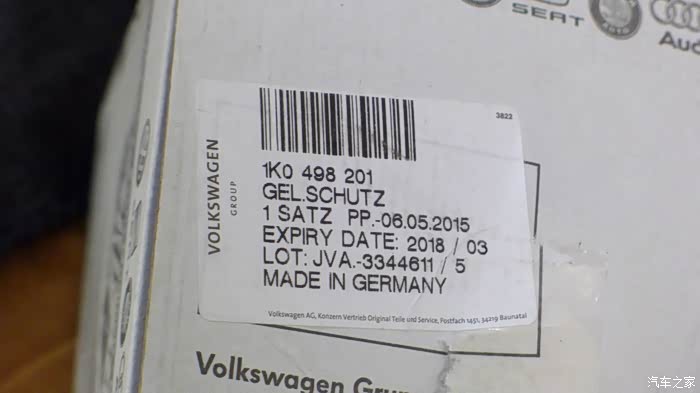 SEAT
Aud
3822
VOLKSWAGEN
GROUP
1K0 498 201
GEL.SCHUTZ
1 SATZ PP.-06.05.2015
EXPIRY DATE: 2018 / 03
LOT: JVA.-3344611 / 5
MADE IN GERMANY
Volkswagen AG, Konzern Vertrieb Original Teile und Service, Postfach 1451, 34219 Baunatal
Volkswagen Grun
汽车之家